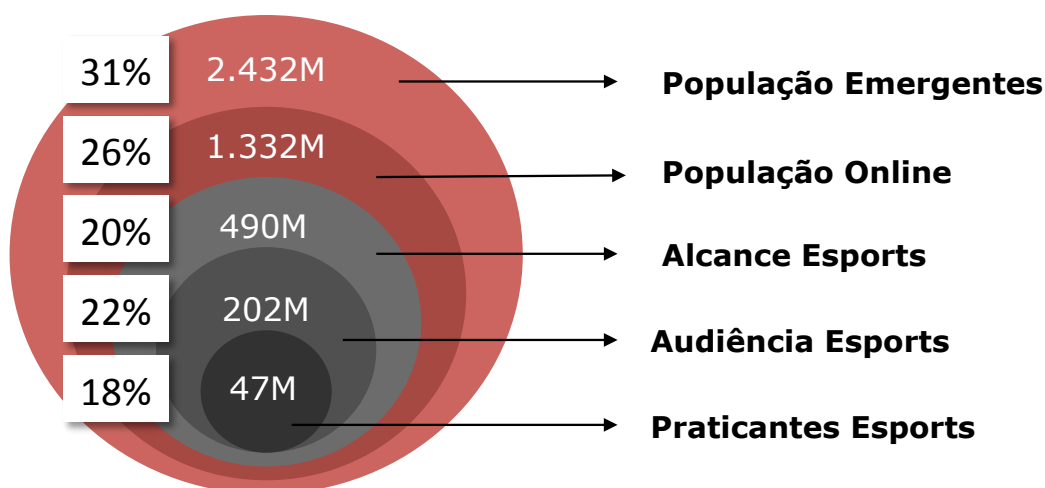 31% 2.432M População Emergentes
26% 1.332M População Online
20% 490M Alcance Esports
22% 202M Audiência Esports
18% 47M Praticantes Esports